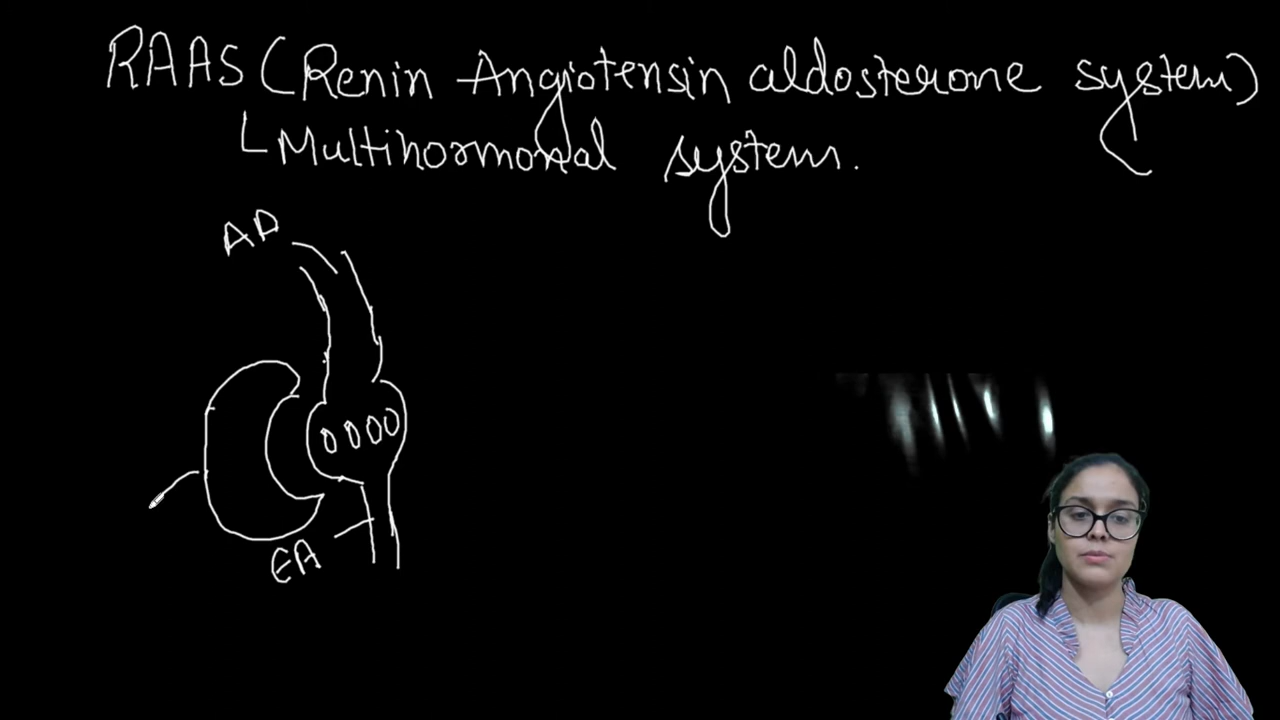 RAAS (Renin Angiotensin aldosterone system)
Multihormonal system.
AA
EA